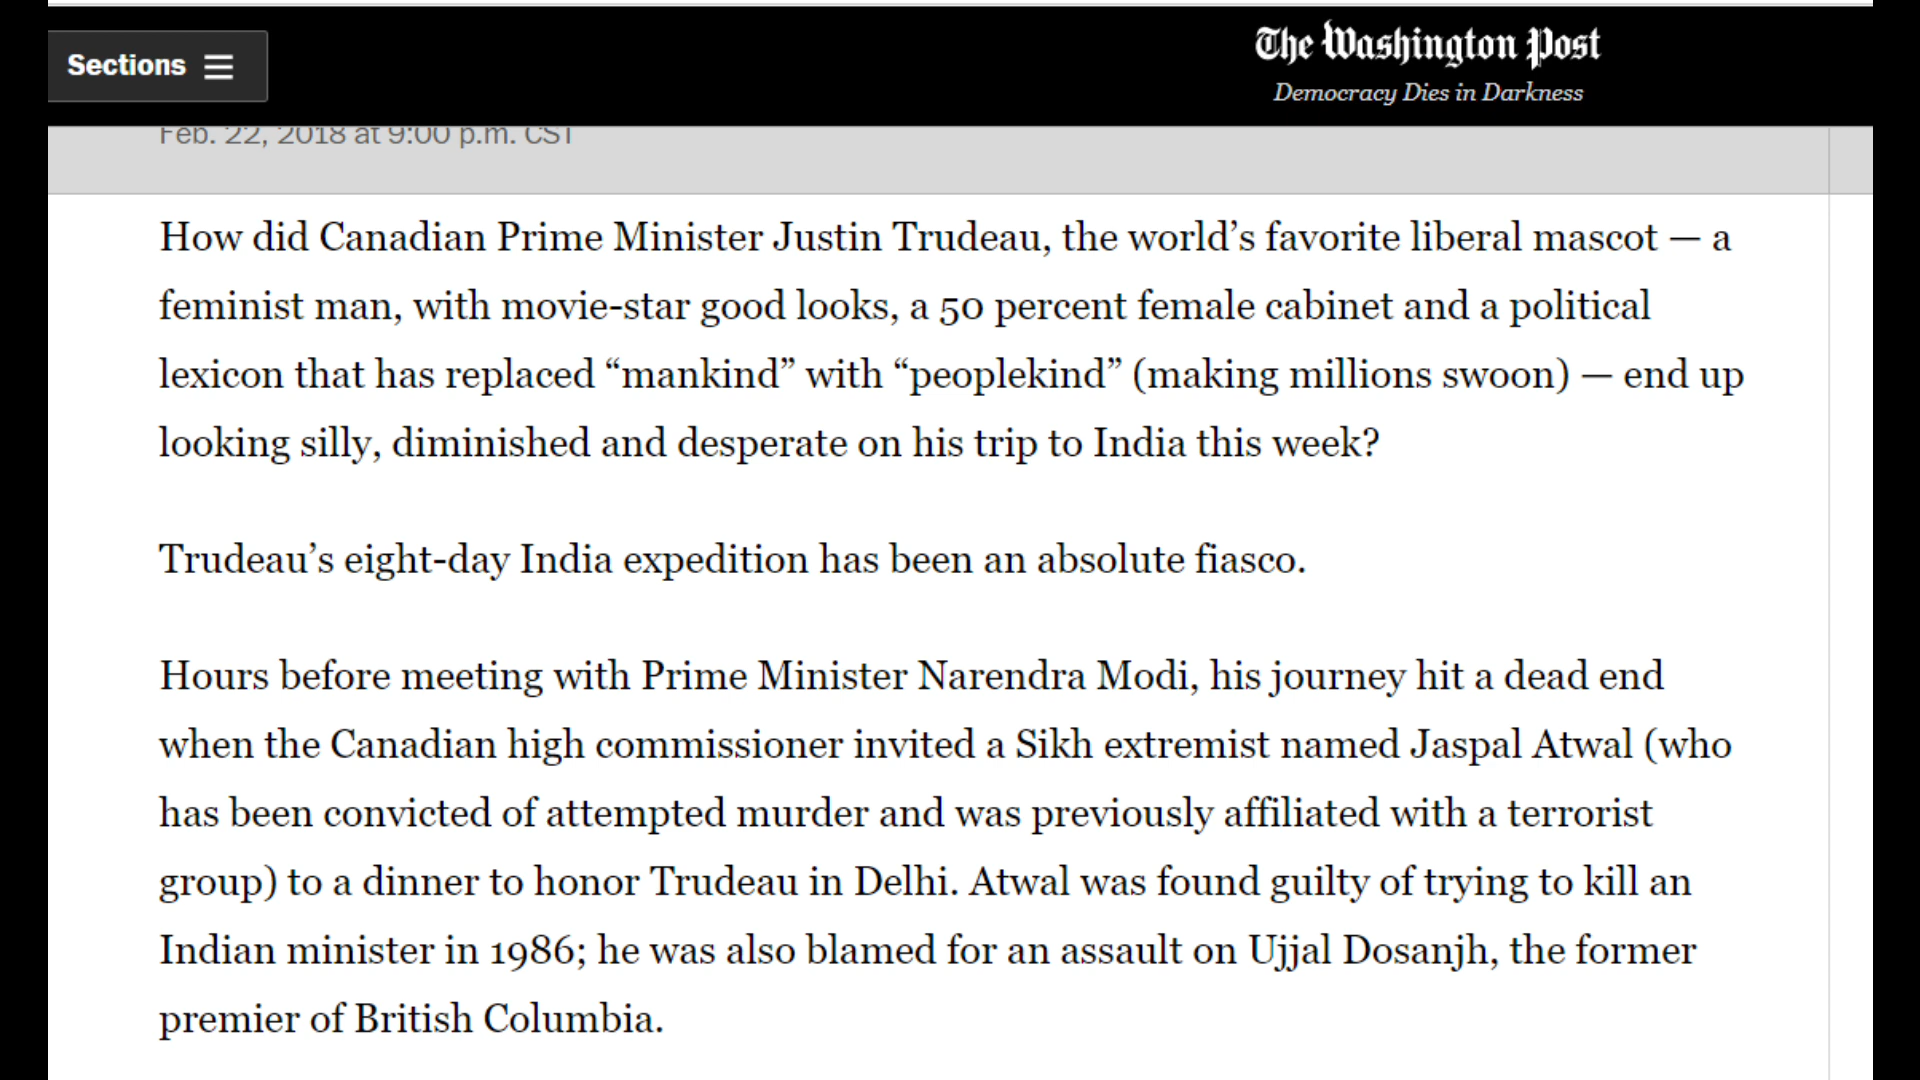 Sections
The Washington Post
Democracy Dies in Darkness
Feb. 22, 2018 at 9:00 p.m. CST
How did Canadian Prime Minister Justin Trudeau, the world’s favorite liberal mascot — a
feminist man, with movie-star good looks, a 50 percent female cabinet and a political
lexicon that has replaced “mankind” with “peoplekind” (making millions swoon) — end up
looking silly, diminished and desperate on his trip to India this week?
Trudeau’s eight-day India expedition has been an absolute fiasco.
Hours before meeting with Prime Minister Narendra Modi, his journey hit a dead end
when the Canadian high commissioner invited a Sikh extremist named Jaspal Atwal (who
has been convicted of attempted murder and was previously affiliated with a terrorist
group) to a dinner to honor Trudeau in Delhi. Atwal was found guilty of trying to kill an
Indian minister in 1986; he was also blamed for an assault on Ujjal Dosanjh, the former
premier of British Columbia.